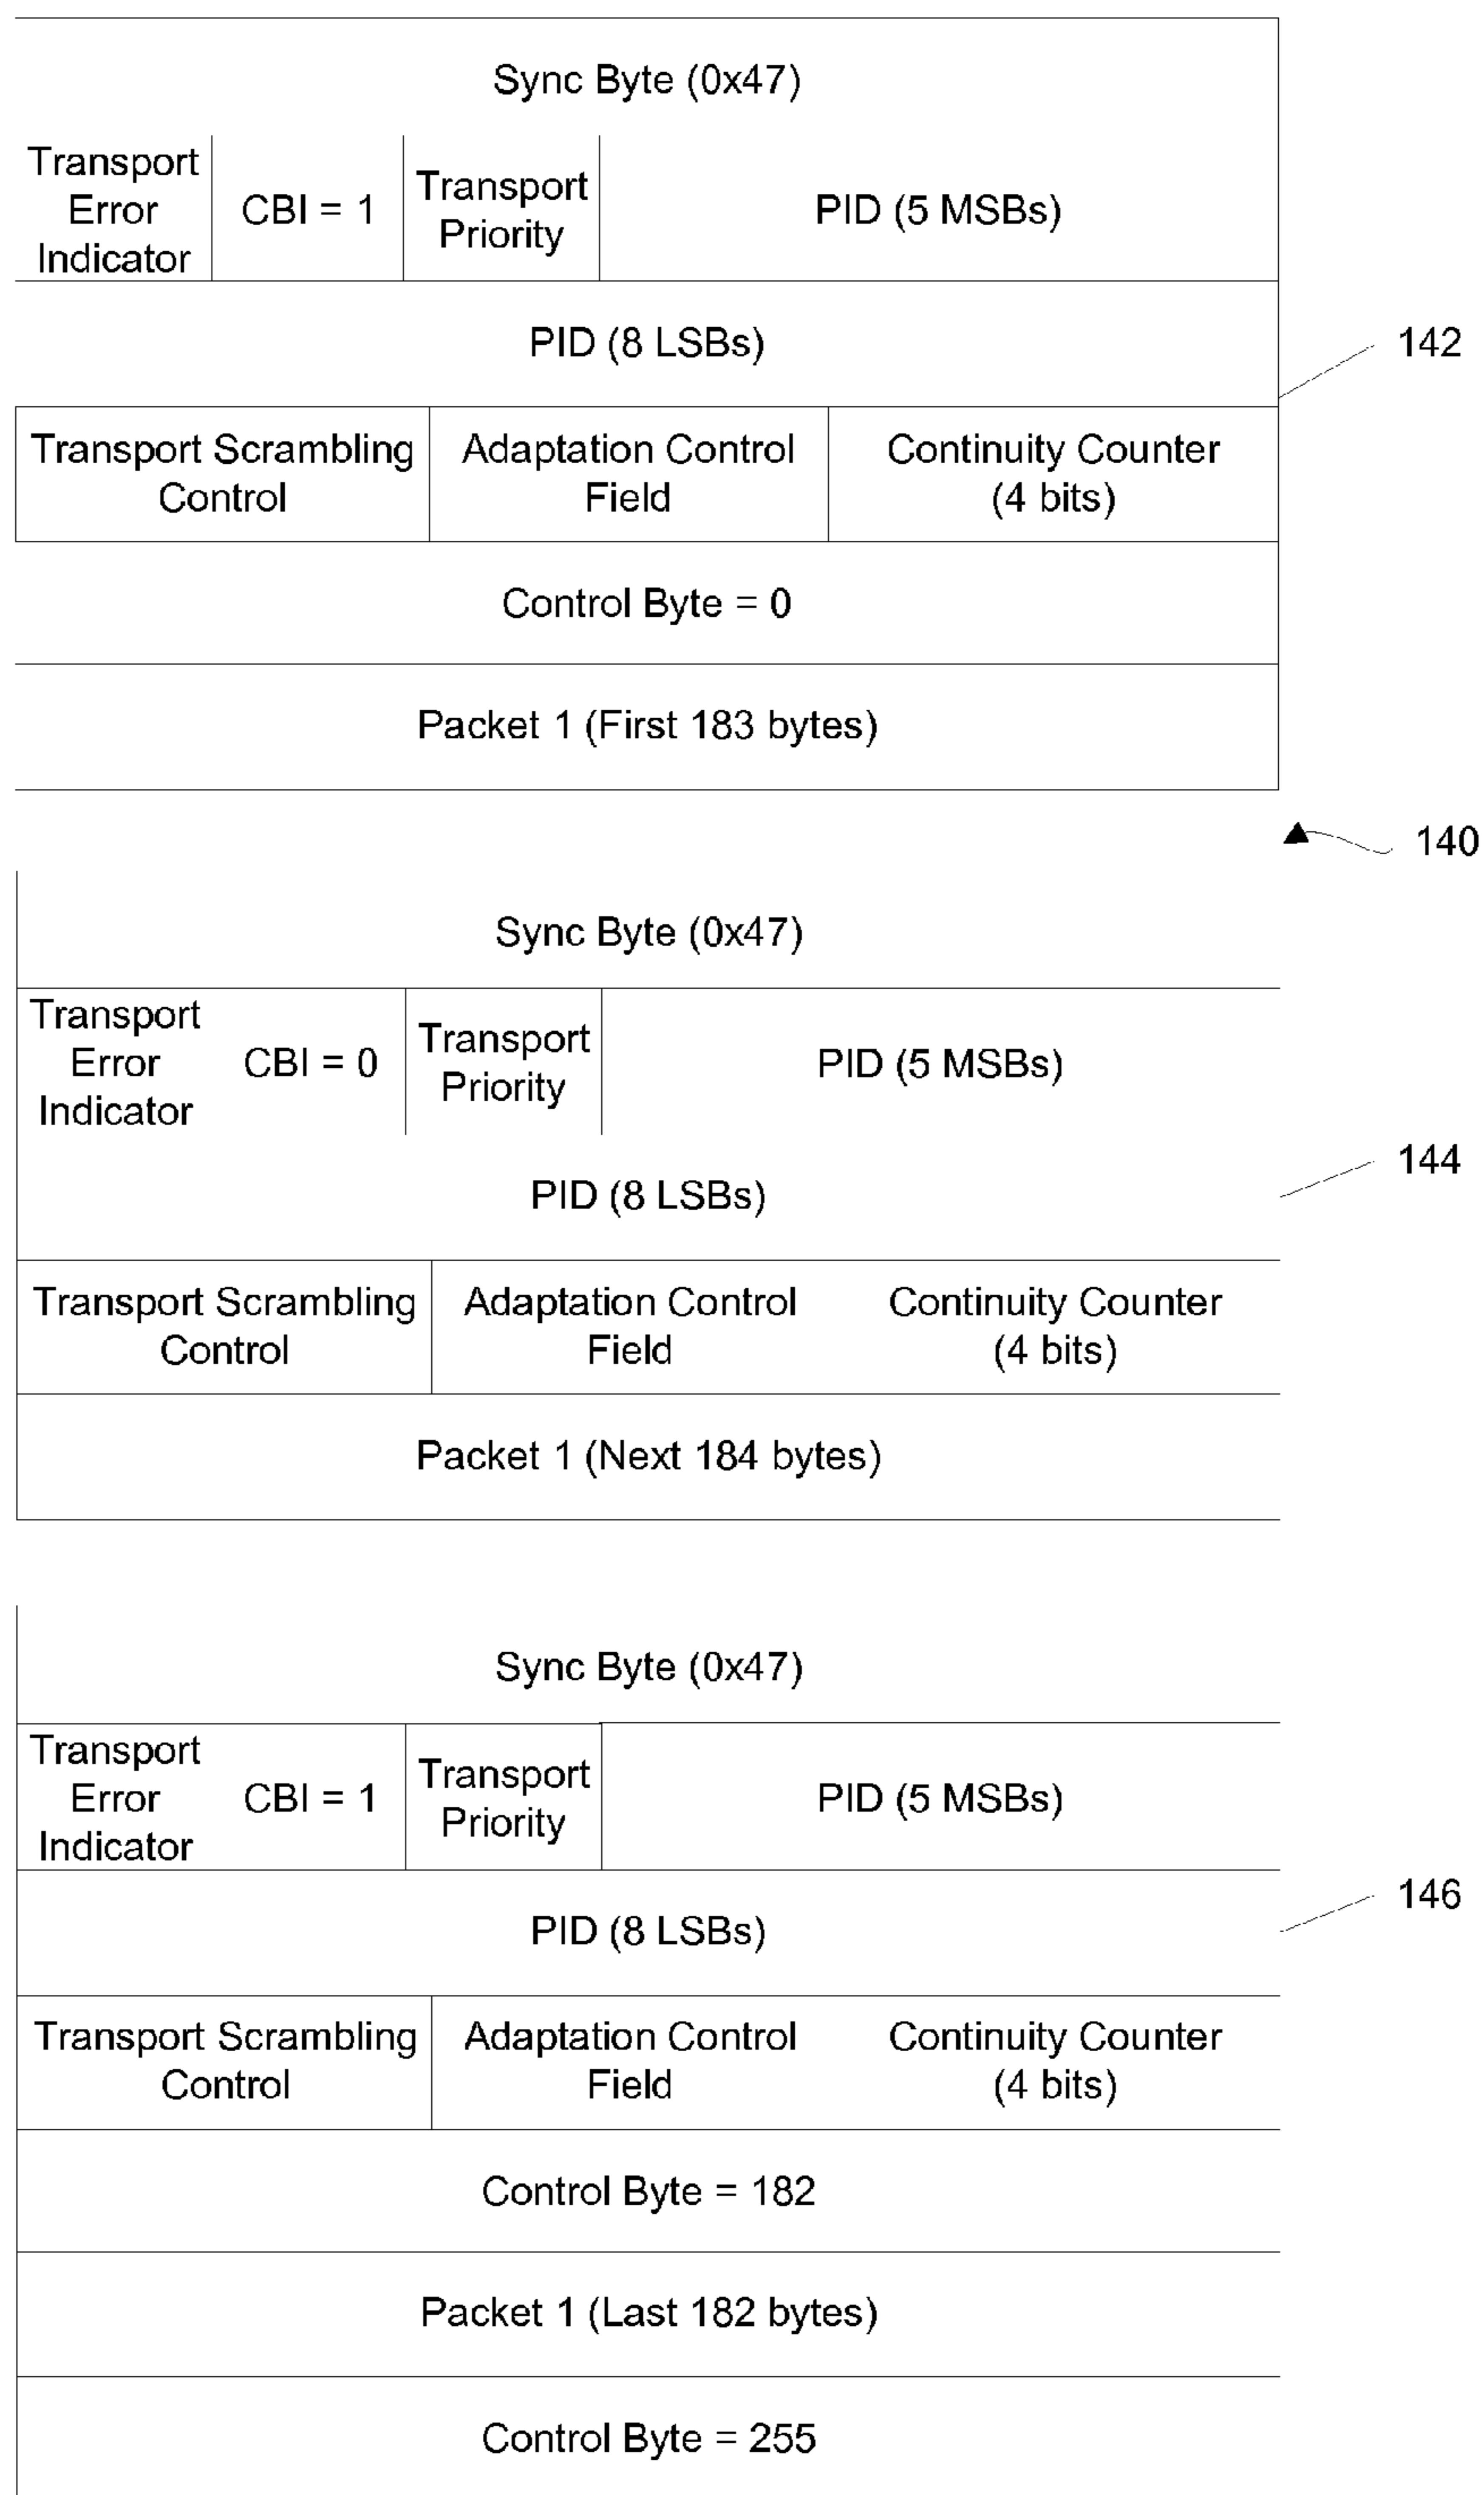 Sync Byte (0x47)
Transport
Error
Indicator
CBI = 1
Transport
Priority
PID (5 MSBs)
PID (8 LSBs)
142
Transport Scrambling
Control
Adaptation Control
Field
Continuity Counter
(4 bits)
Control Byte = 0
Packet 1 (First 183 bytes)
140
Sync Byte (0x47)
Transport
Error
Indicator
CBI = 0
Transport
Priority
PID (5 MSBs)
144
PID (8 LSBs)
Transport Scrambling
Control
Adaptation Control
Field
Continuity Counter
(4 bits)
Packet 1 (Next 184 bytes)
Sync Byte (0x47)
Transport
Error
Indicator
CBI = 1
Transport
Priority
PID (5 MSBs)
146
PID (8 LSBs)
Transport Scrambling
Control
Adaptation Control
Field
Continuity Counter
(4 bits)
Control Byte = 182
Packet 1 (Last 182 bytes)
Control Byte = 255